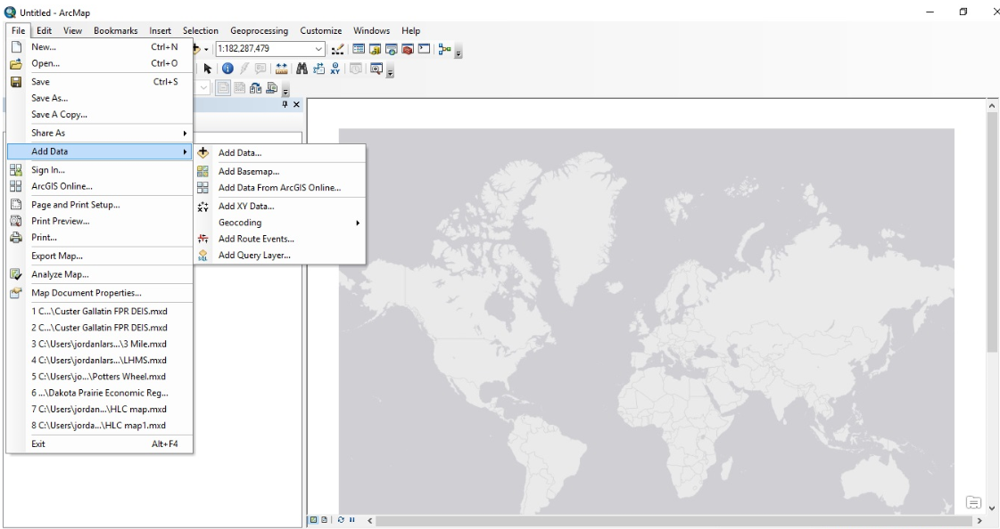 Untitled - ArcMap
File Edit View Bookmarks Insert Selection Geoprocessing Customize Windows Help
New... Ctrl+N
1:182,287,479
Open... Ctrl+O
Save Ctrl+S
Save As...
Save A Copy...
Share As
Add Data
Sign In...
ArcGIS Online...
Page and Print Setup...
Print Preview...
Print...
Export Map...
Analyze Map...
Map Document Properties...
1 C...\Custer Gallatin FPR DEIS.mxd
2 C...\Custer Gallatin FPR DEIS.mxd
3 C:\Users\jordanlars...\3 Mile.mxd
4 C:\Users\jordanlars...\LHMS.mxd
5 C:\Users\jo...\Potters Wheel.mxd
6 ...\Dakota Prairie Economic Reg...
7 C:\Users\jordan...\HLC map.mxd
8 C:\Users\jorda...\HLC map1.mxd
Exit Alt+F4
Add Data...
Add Basemap...
Add Data From ArcGIS Online...
Add XY Data...
Geocoding
Add Route Events...
Add Query Layer...